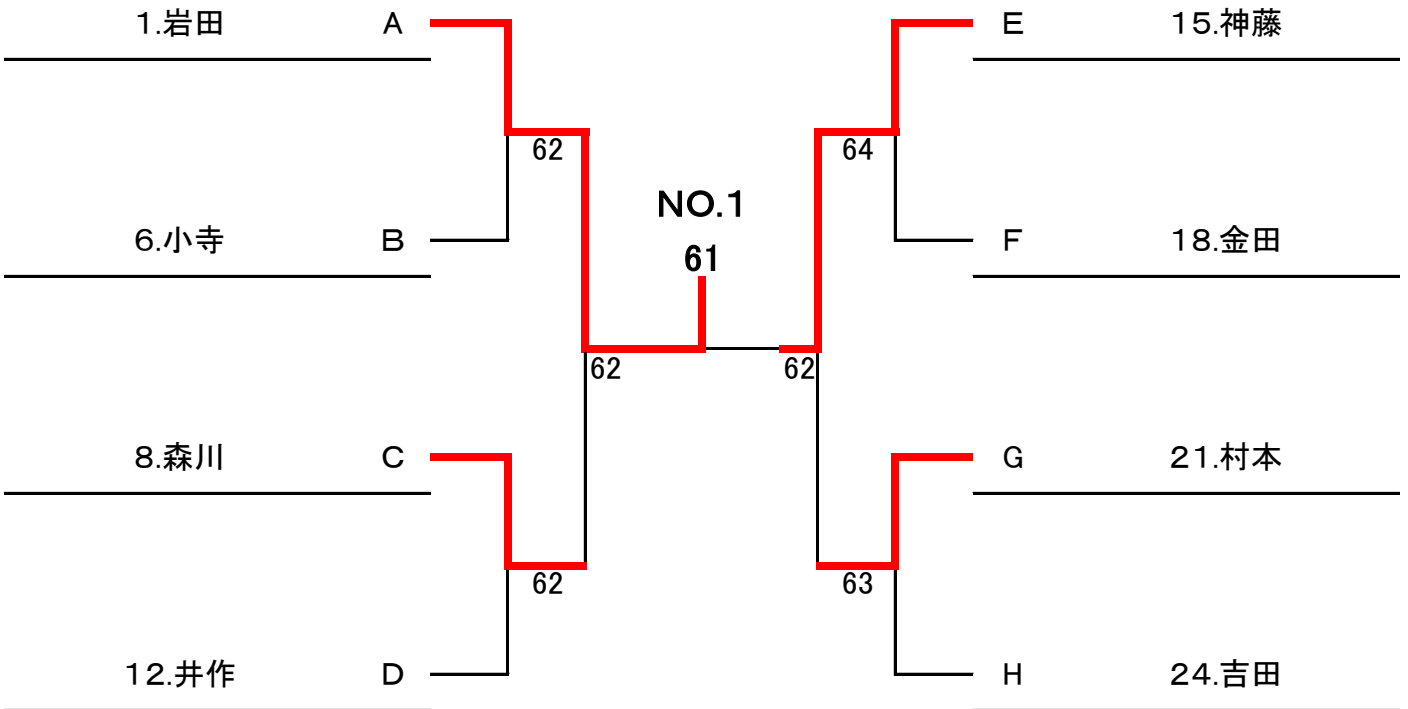 1.岩田 A
E 15.神藤
62
64
NO.1
6.小寺 B
F 18.金田
61
62
62
8.森川 C
G 21.村本
62
63
12.井作 D
H 24.吉田